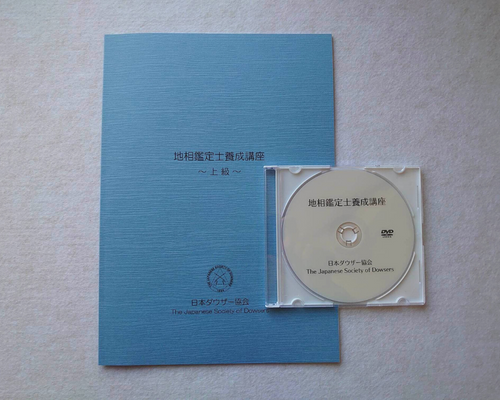 地相鑑定士養成講座
～上級～
日本ダウザー協会
The Japanese Society of Dowsers
地相鑑定士養成講座
DVD
日本ダウザー協会
The Japanese Society of Dowsers